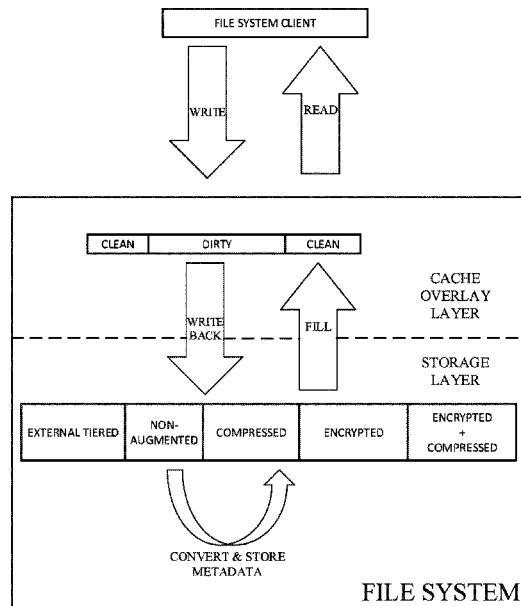 FILE SYSTEM CLIENT
WRITE
READ
CLEAN
DIRTY
CLEAN
CACHE
OVERLAY
LAYER
WRITE
BACK
FILL
STORAGE
LAYER
EXTERNAL TIERED
NON-
AUGMENTED
COMPRESSED
ENCRYPTED
ENCRYPTED
+
COMPRESSED
CONVERT & STORE
METADATA
FILE SYSTEM